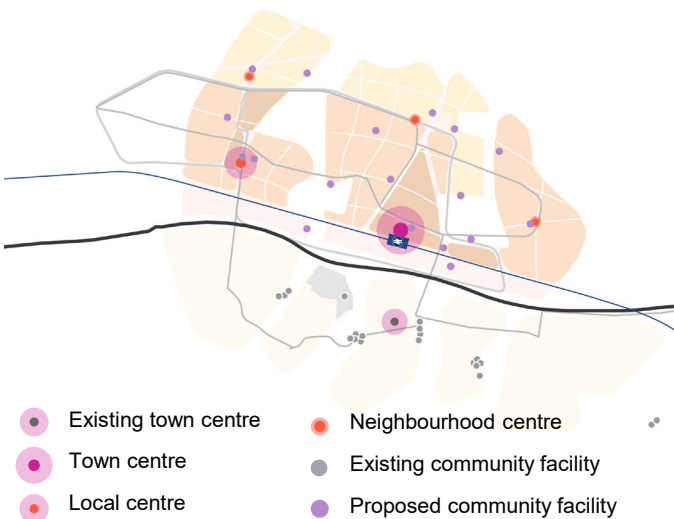 Existing town centre
Town centre
Local centre
Neighbourhood centre
Existing community facility
Proposed community facility